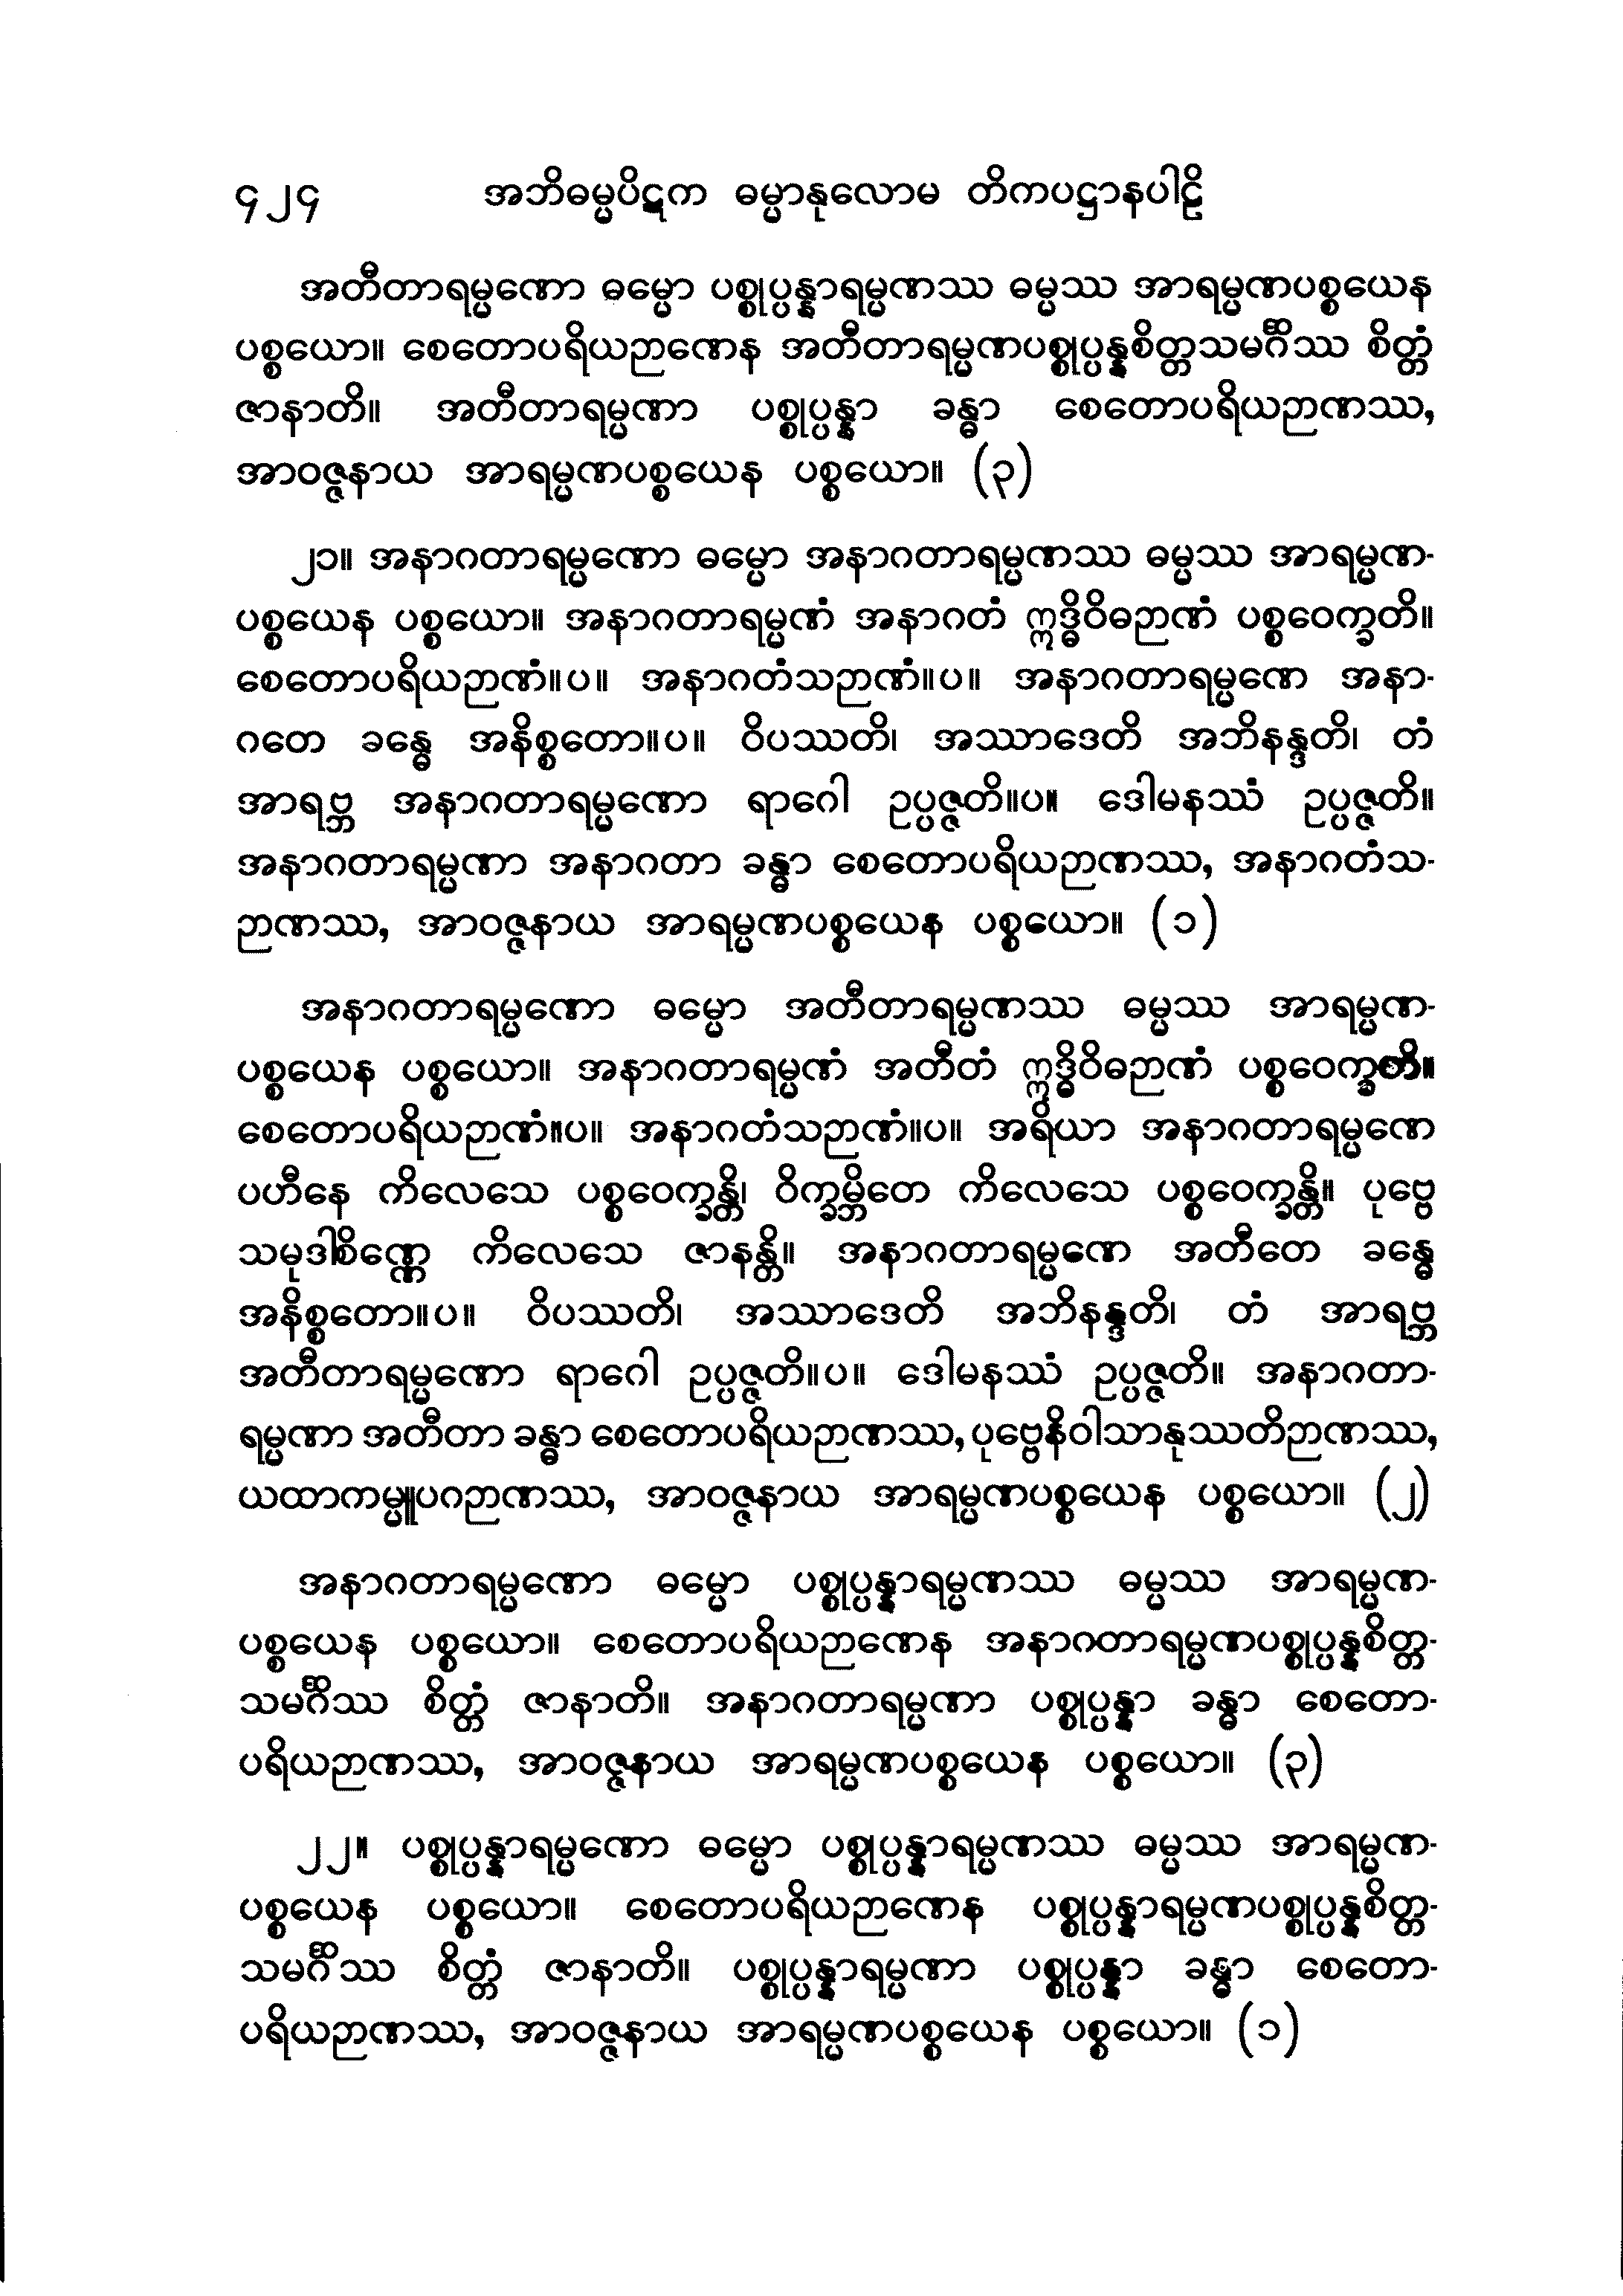 ၄၂၄ အဘိဓမ္မပိဋက ဓမ္မာနုလောမ တိကပဋ္ဌာနပါဠိ
အတီတာရမ္မဏော ဓမ္မော ပစ္စုပ္ပန္နာရမ္မဏဿ ဓမ္မဿ အာရမ္မဏပစ္စယေန
ပစ္စယော။ စေတောပရိယဉာဏေန အတီတာရမ္မဏပစ္စုပ္ပန္နစိတ္တသမင်္ဂိဿ စိတ္တံ
ဇာနာတိ။ အတီတာရမ္မဏာ ပစ္စုပ္ပန္နာ ခန္ဓာ စေတောပရိယဉာဏဿ,
အာဝဇ္ဇနာယ အာရမ္မဏပစ္စယေန ပစ္စယော။ (၃)
၂၁။ အနာဂတာရမ္မဏော ဓမ္မော အနာဂတာရမ္မဏဿ ဓမ္မဿ အာရမ္မဏ-
ပစ္စယေန ပစ္စယော။ အနာဂတာရမ္မဏံ အနာဂတံ ဣဒ္ဓိဝိဓဉာဏံ ပစ္စဝေက္ခတိ။
စေတောပရိယဉာဏံ။ပ။ အနာဂတံသဉာဏံ။ပ။ အနာဂတာရမ္မဏေ အနာ-
ဂတေ ခန္ဓေ အနိစ္စတော။ပ။ ဝိပဿတိ၊ အဿာဒေတိ အဘိနန္ဒတိ၊ တံ
အာရဗ္ဘ အနာဂတာရမ္မဏော ရာဂေါ ဥပ္ပဇ္ဇတိ။ပ။ ဒေါမနဿံ ဥပ္ပဇ္ဇတိ။
အနာဂတာရမ္မဏာ အနာဂတာ ခန္ဓာ စေတောပရိယဉာဏဿ, အနာဂတံသ-
ဉာဏဿ, အာဝဇ္ဇနာယ အာရမ္မဏပစ္စယေန ပစ္စယော။ (၁)
အနာဂတာရမ္မဏော ဓမ္မော အတီတာရမ္မဏဿ ဓမ္မဿ အာရမ္မဏ-
ပစ္စယေန ပစ္စယော။ အနာဂတာရမ္မဏံ အတီတံ ဣဒ္ဓိဝိဓဉာဏံ ပစ္စဝေက္ခတိ။
စေတောပရိယဉာဏံ။ပ။ အနာဂတံသဉာဏံ။ပ။ အရိယာ အနာဂတာရမ္မဏေ
ပဟီနေ ကိလေသေ ပစ္စဝေက္ခန္တိ၊ ဝိက္ခမ္ဘိတေ ကိလေသေ ပစ္စဝေက္ခန္တိ။ ပုဗ္ဗေ
သမုဒါစိဏ္ဏေ ကိလေသေ ဇာနန္တိ။ အနာဂတာရမ္မဏေ အတီတေ ခန္ဓေ
အနိစ္စတော။ပ။ ဝိပဿတိ၊ အဿာဒေတိ အဘိနန္ဒတိ၊ တံ အာရဗ္ဘ
အတီတာရမ္မဏော ရာဂေါ ဥပ္ပဇ္ဇတိ။ပ။ ဒေါမနဿံ ဥပ္ပဇ္ဇတိ။ အနာဂတာ-
ရမ္မဏာ အတီတာ ခန္ဓာ စေတောပရိယဉာဏဿ, ပုဗ္ဗေနိဝါသာနုဿတိဉာဏဿ,
ယထာကမ္မူပဂဉာဏဿ, အာဝဇ္ဇနာယ အာရမ္မဏပစ္စယေန ပစ္စယော။ (၂)
အနာဂတာရမ္မဏော ဓမ္မော ပစ္စုပ္ပန္နာရမ္မဏဿ ဓမ္မဿ အာရမ္မဏ-
ပစ္စယေန ပစ္စယော။ စေတောပရိယဉာဏေန အနာဂတာရမ္မဏပစ္စုပ္ပန္နစိတ္တ-
သမင်္ဂိဿ စိတ္တံ ဇာနာတိ။ အနာဂတာရမ္မဏာ ပစ္စုပ္ပန္နာ ခန္ဓာ စေတော-
ပရိယဉာဏဿ, အာဝဇ္ဇနာယ အာရမ္မဏပစ္စယေန ပစ္စယော။ (၃)
၂၂။ ပစ္စုပ္ပန္နာရမ္မဏော ဓမ္မော ပစ္စုပ္ပန္နာရမ္မဏဿ ဓမ္မဿ အာရမ္မဏ-
ပစ္စယေန ပစ္စယော။ စေတောပရိယဉာဏေန ပစ္စုပ္ပန္နာရမ္မဏပစ္စုပ္ပန္နစိတ္တ-
သမင်္ဂိဿ စိတ္တံ ဇာနာတိ။ ပစ္စုပ္ပန္နာရမ္မဏာ ပစ္စုပ္ပန္နာ ခန္ဓာ စေတော-
ပရိယဉာဏဿ, အာဝဇ္ဇနာယ အာရမ္မဏပစ္စယေန ပစ္စယော။ (၁)